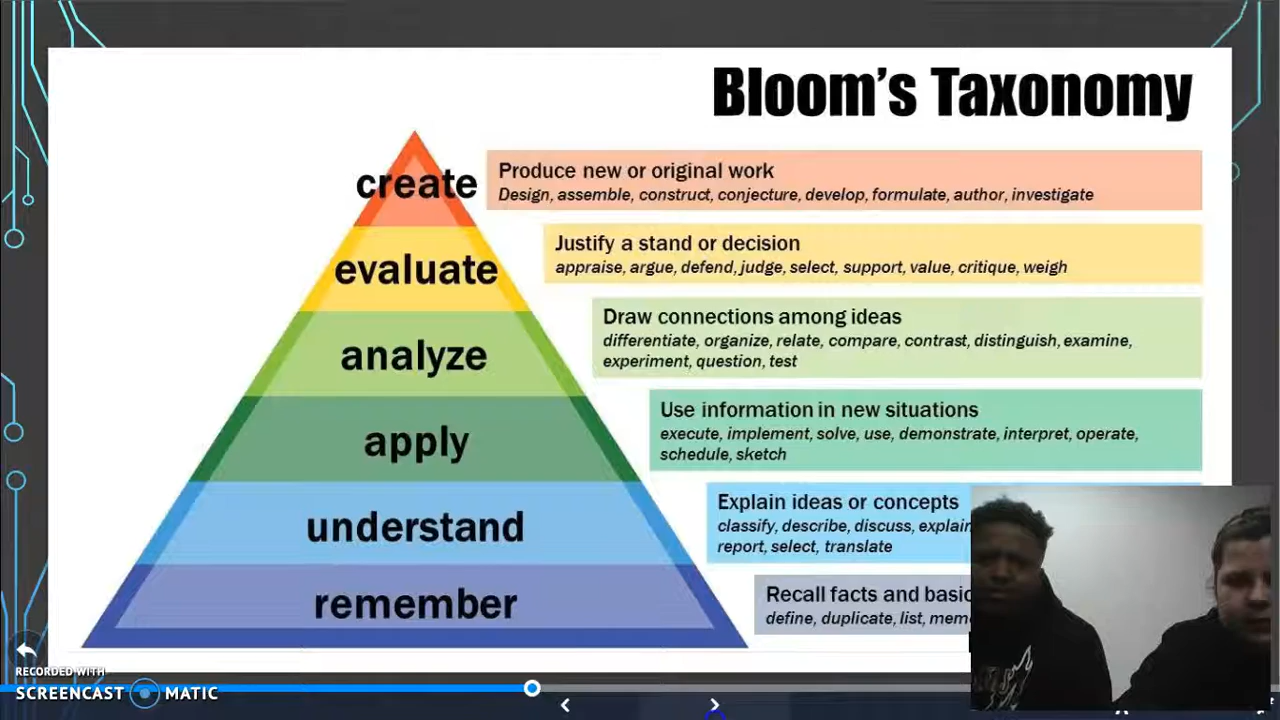 Bloom's Taxonomy
create
Produce new or original work
Design, assemble, construct, conjecture, develop, formulate, author, investigate
evaluate
Justify a stand or decision
appraise, argue, defend, judge, select, support, value, critique, weigh
analyze
Draw connections among ideas
differentiate, organize, relate, compare, contrast, distinguish, examine,
experiment, question, test
apply
Use information in new situations
execute, implement, solve, use, demonstrate, interpret, operate,
schedule, sketch
understand
Explain ideas or concepts
classify, describe, discuss, explain
report, select, translate
remember
Recall facts and basic
define, duplicate, list,
RECORDED WITH
SCREENCAST MATIC